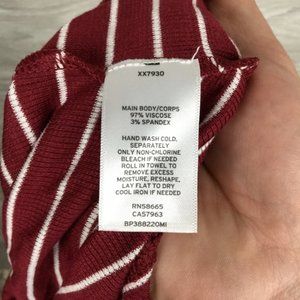 XX7930
MAIN BODY/CORPS
97% VISCOSE
3% SPANDEX
HAND WASH COLD,
SEPARATELY
ONLY NON-CHLORINE
BLEACH IF NEEDED
ROLL IN TOWEL TO
REMOVE EXCESS
MOISTURE, RESHAPE,
LAY FLAT TO DRY
COOL IRON IF NEEDED
RN58665
CA57963
BP388220MI